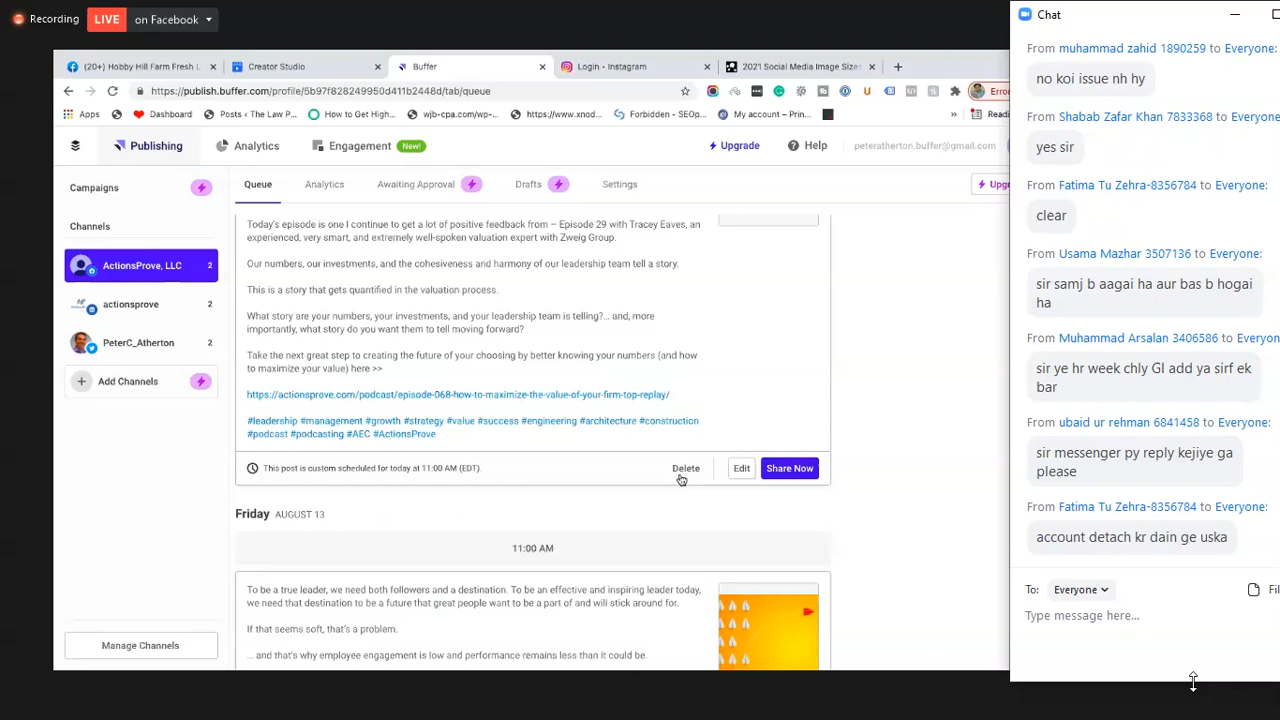 Recording
LIVE on Facebook
(20+) Hobby Hill Farm Fresh L
Creator Studio
Buffer
Login - Instagram
2021 Social Media Image Sizes
https://publish.buffer.com/profile/5b97f828249950d411b2448d/tab/queue
Error
Apps
Dashboard
Posts ‹ The Law P...
How to Get High...
wjb-cpa.com/wp-...
https://www.xnod...
Forbidden - SEOp...
My account – Prin...
»
Readi
Publishing
Analytics
Engagement
New!
Upgrade
Help
peteratherton.buffer@gmail.com
Campaigns
Channels
ActionsProve, LLC 2
actionsprove 2
PeterC_Atherton 2
Add Channels
Manage Channels
Queue
Analytics
Awaiting Approval
Drafts
Settings
Upg
Today's episode is one I continue to get a lot of positive feedback from – Episode 29 with Tracey Eaves, an
experienced, very smart, and extremely well-spoken valuation expert with Zweig Group.
Our numbers, our investments, and the cohesiveness and harmony of our leadership team tell a story.
This is a story that gets quantified in the valuation process.
What story are your numbers, your investments, and your leadership team is telling?... and, more
importantly, what story do you want them to tell moving forward?
Take the next great step to creating the future of your choosing by better knowing your numbers (and how
to maximize your value) here >>
https://actionsprove.com/podcast/episode-068-how-to-maximize-the-value-of-your-firm-top-replay/
#leadership #management #growth #strategy #value #success #engineering #architecture #construction
#podcast #podcasting #AEC #ActionsProve
This post is custom scheduled for today at 11:00 AM (EDT).
Delete
Edit
Share Now
Friday AUGUST 13
11:00 AM
To be a true leader, we need both followers and a destination. To be an effective and inspiring leader today,
we need that destination to be a future that great people want to be a part of and will stick around for.
If that seems soft, that's a problem.
... and that's why employee engagement is low and performance remains less than it could be.
Chat
From muhammad zahid 1890259 to Everyone:
no koi issue nh hy
From Shabab Zafar Khan 7833368 to Everyone
yes sir
From Fatima Tu Zehra-8356784 to Everyone:
clear
From Usama Mazhar 3507136 to Everyone:
sir samj b aagai ha aur bas b hogai
ha
From Muhammad Arsalan 3406586 to Everyon
sir ye hr week chly GI add ya sirf ek
bar
From ubaid ur rehman 6841458 to Everyone:
sir messenger py reply kejiye ga
please
From Fatima Tu Zehra-8356784 to Everyone:
account detach kr dain ge uska
To: Everyone
Fil
Type message here...